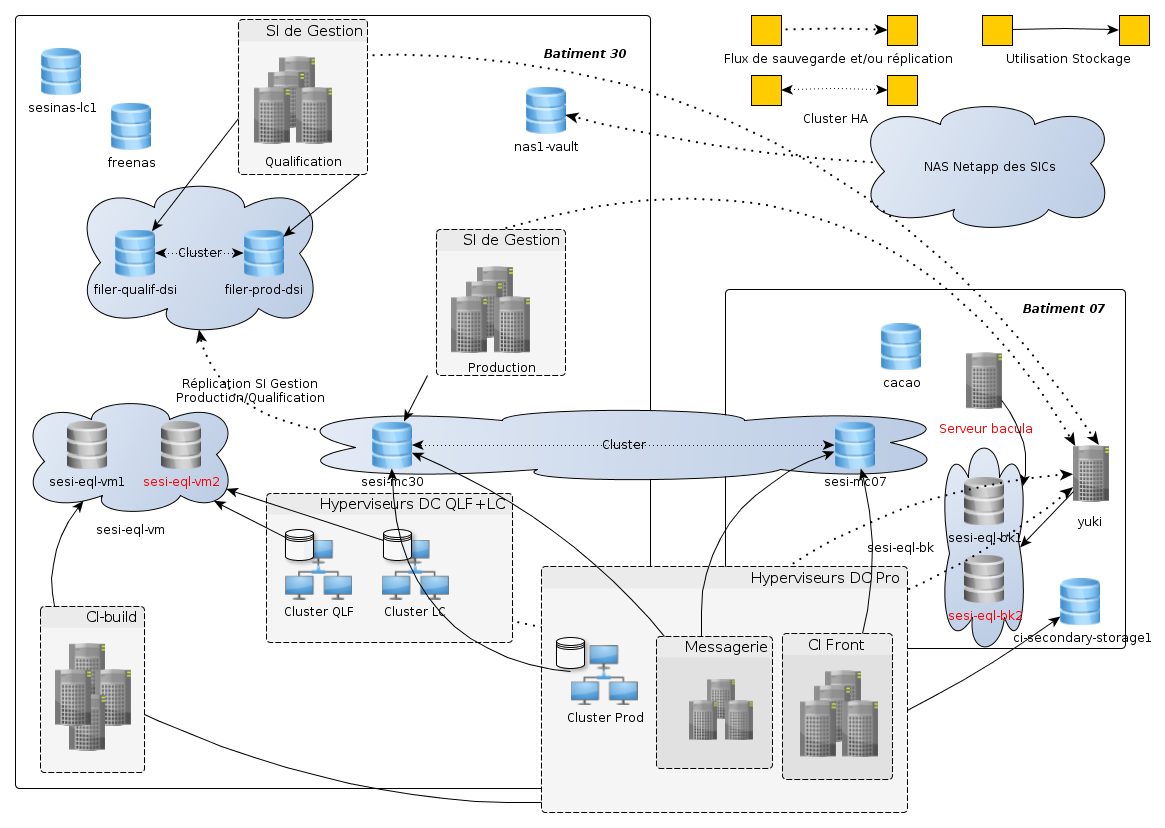 SI de Gestion
Batiment 30
sesinas-lc1
freenas
Qualification
nas1-vault
Flux de sauvegarde et/ou réplication
Utilisation Stockage
Cluster HA
NAS Netapp des SICs
Cluster
filer-qualif-dsi
filer-prod-dsi
SI de Gestion
Production
Batiment 07
cacao
Serveur bacula
Réplication SI Gestion
Production/Qualification
Cluster
sesi-eql-vm1
sesi-eql-vm2
sesi-mc30
sesi-mc07
sesi-eql-vm
Hyperviseurs DC QLF+LC
yuki
sesi-eql-bk1
sesi-eql-bk
Hyperviseurs DC Pro
Cluster QLF
Cluster LC
CI-build
sesi-eql-bk2
ci-secondary-storage1
Messagerie
CI Front
Cluster Prod